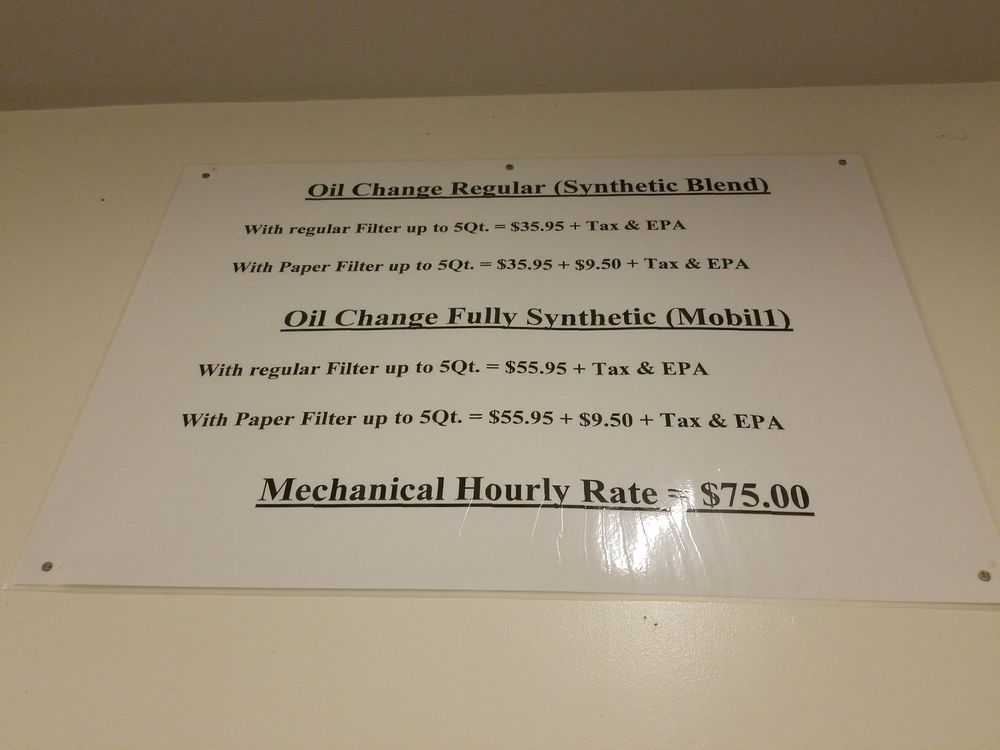 Oil Change Regular (Synthetic Blend)
With regular Filter up to 5Qt. = $35.95 + Tax & EPA
With Paper Filter up to 5Qt. = $35.95 + $9.50 + Tax & EPA
Oil Change Fully Synthetic (Mobil1)
With regular Filter up to 5Qt. = $55.95 + Tax & EPA
With Paper Filter up to 5Qt. = $55.95 + $9.50 + Tax & EPA
Mechanical Hourly Rate = $75.00